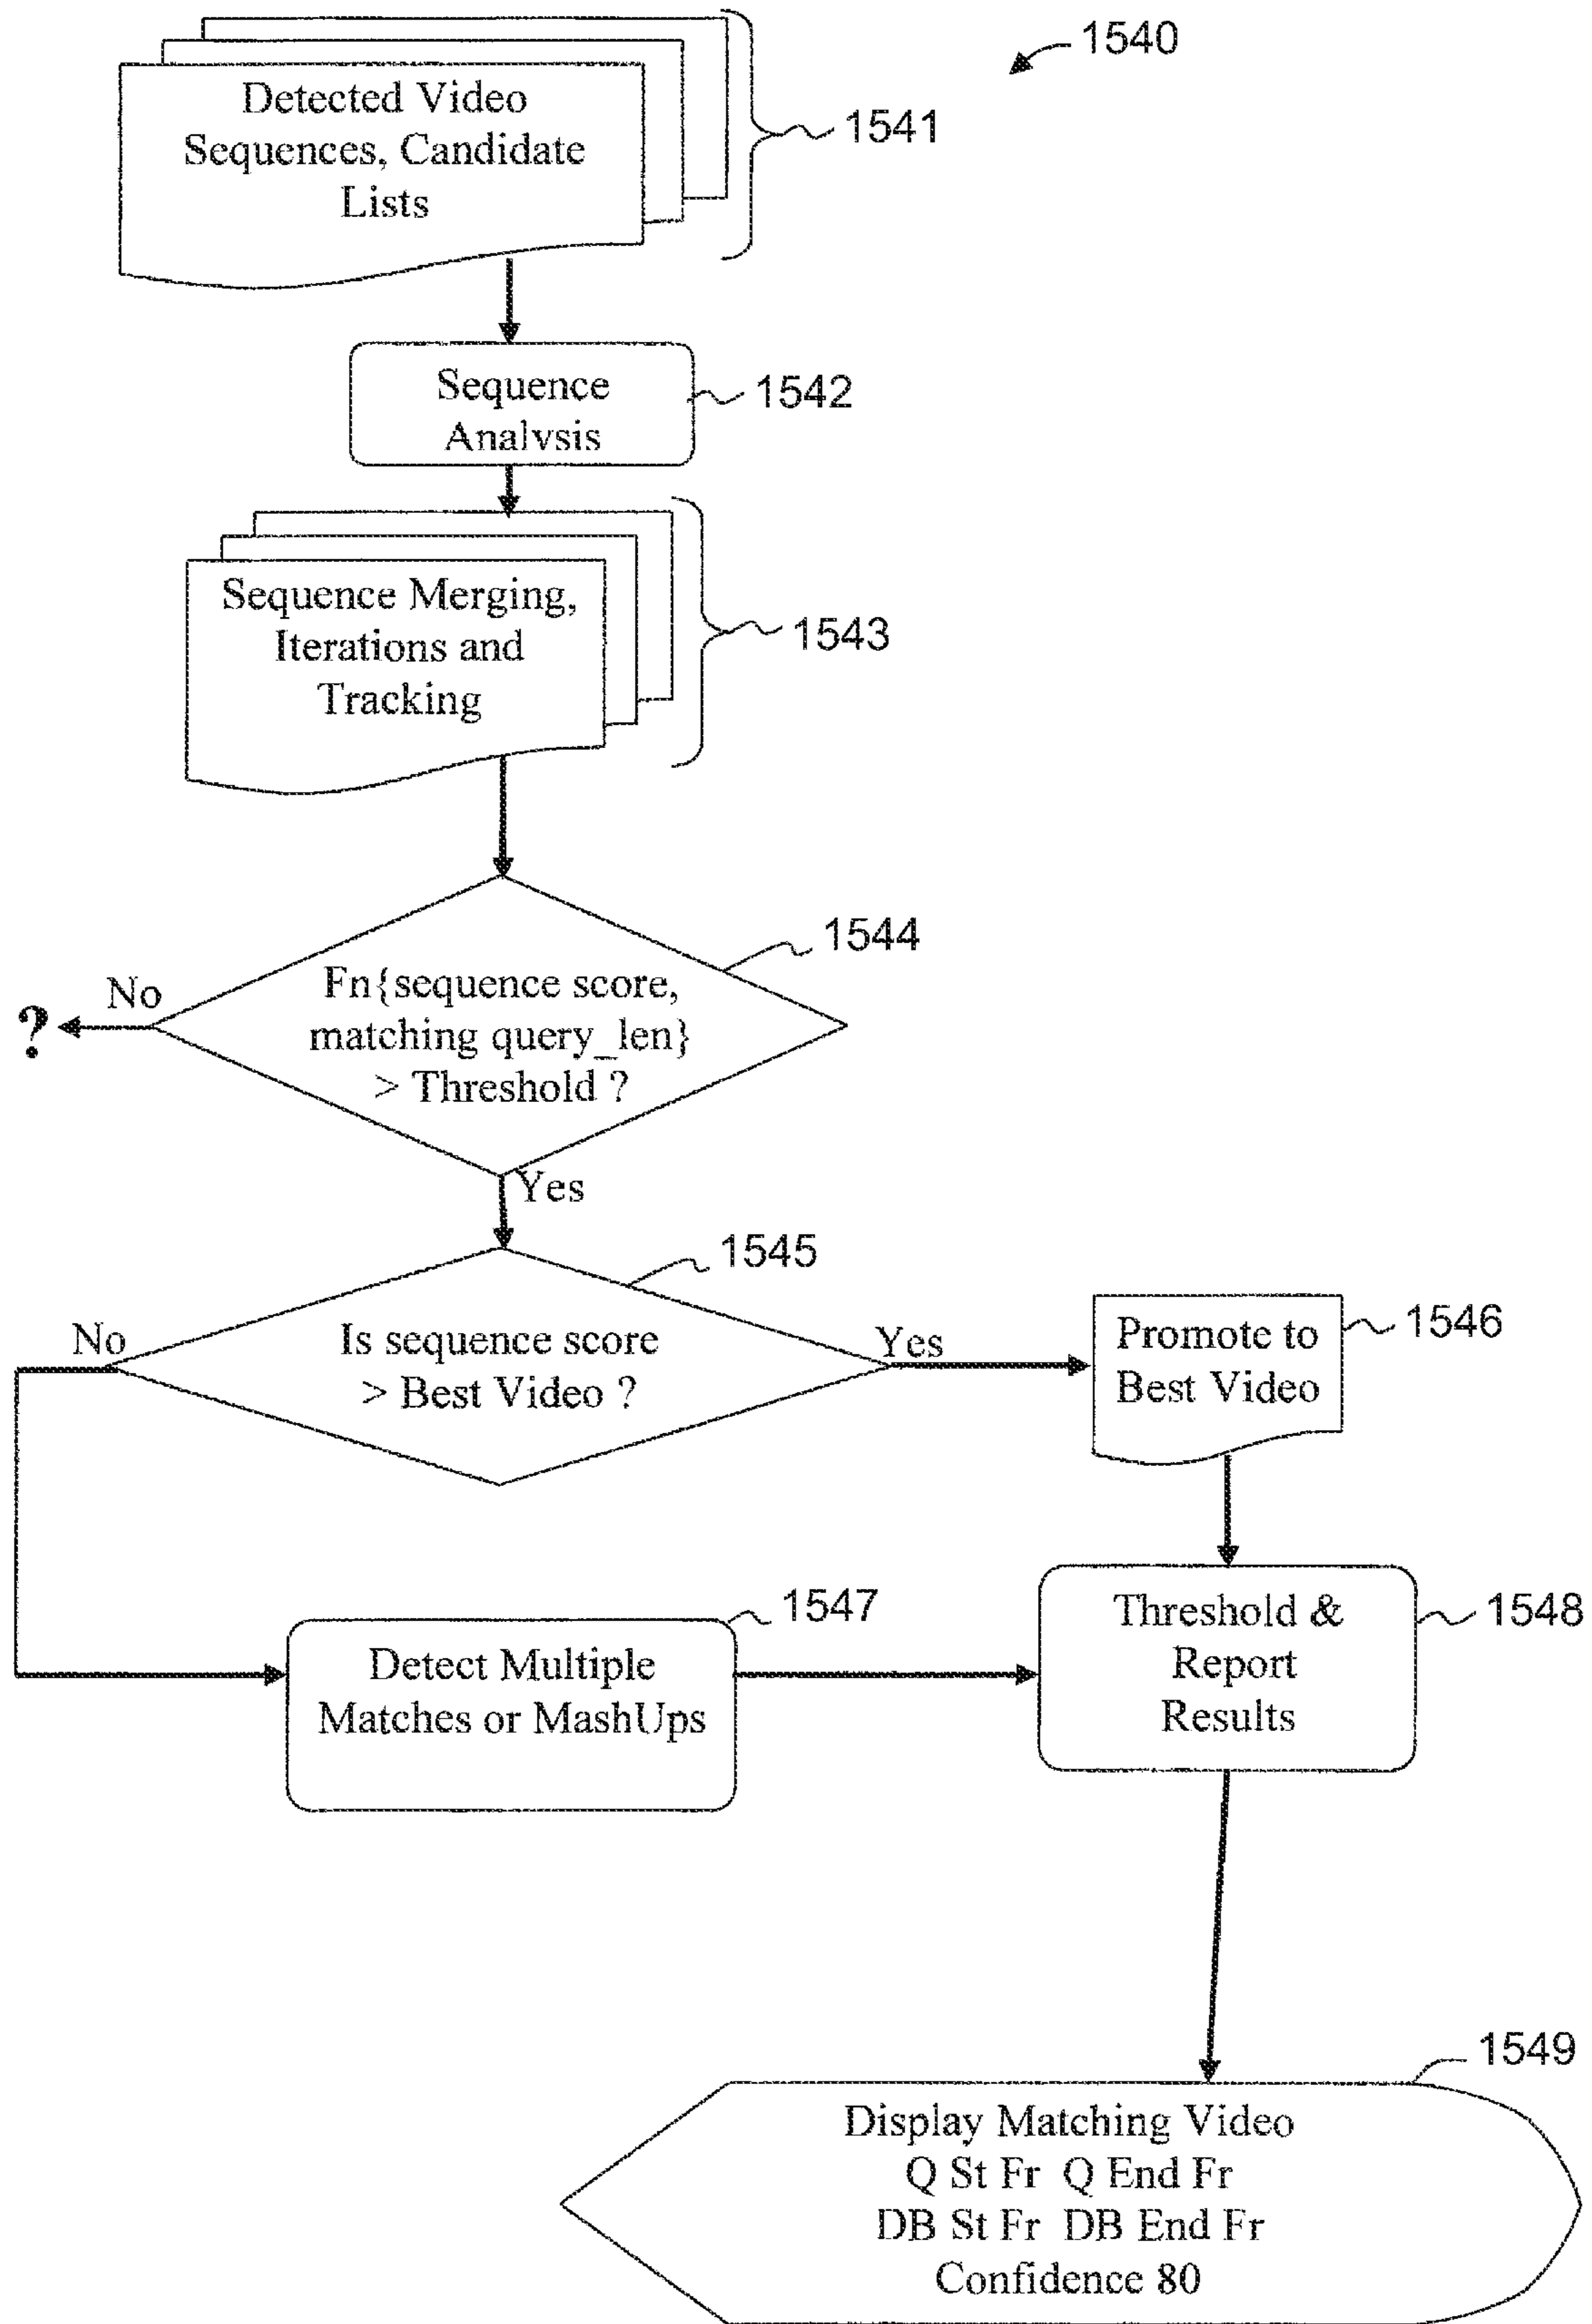 1540
Detected Video
Sequences, Candidate
Lists
1541
Sequence
Analysis
1542
Sequence Merging,
Iterations and
Tracking
1543
1544
Fn{sequence score,
matching query_len}
> Threshold ?
No
?
Yes
1545
Is sequence score
> Best Video ?
No
Yes
Promote to
Best Video
1546
1547
Detect Multiple
Matches or MashUps
Threshold &
Report
Results
1548
1549
Display Matching Video
Q St Fr Q End Fr
DB St Fr DB End Fr
Confidence 80